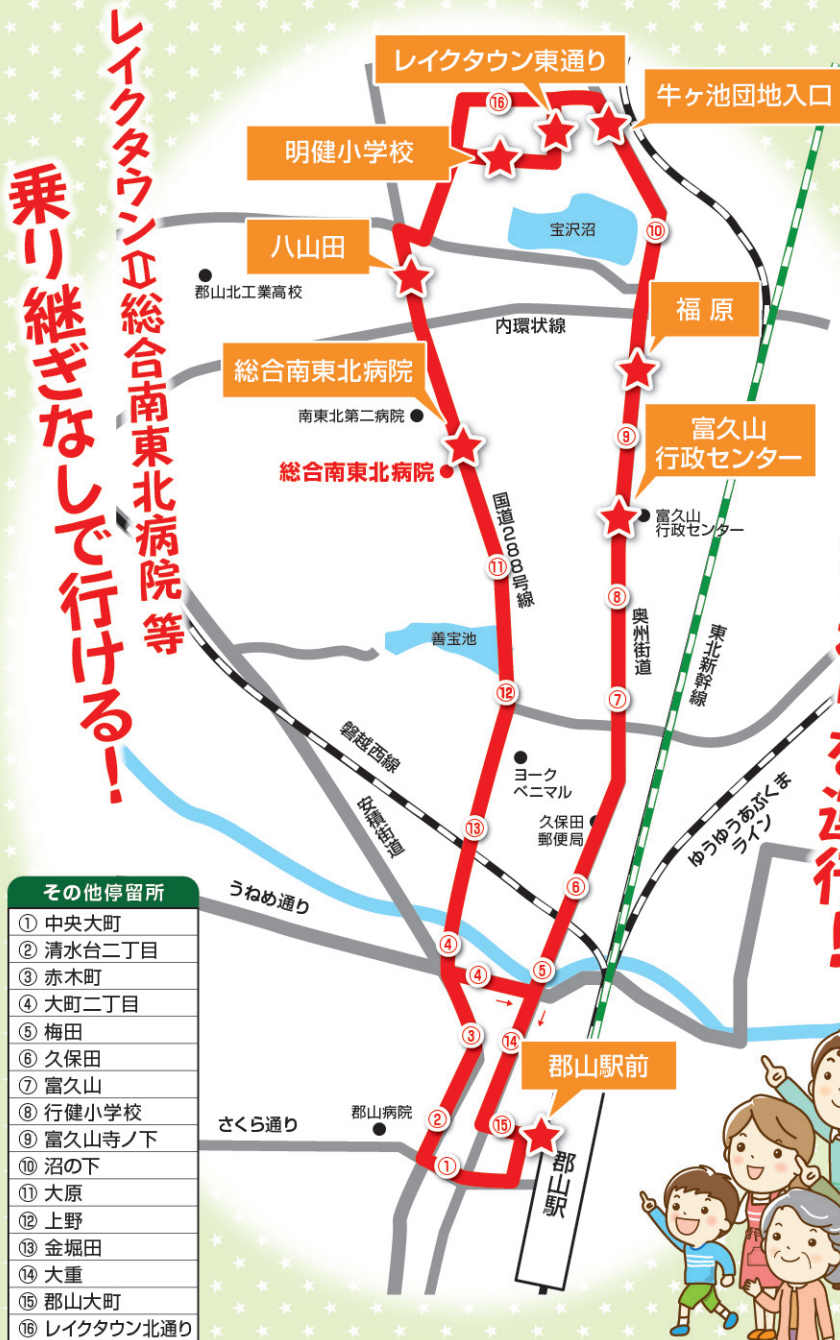 レイクタウン⇔総合南東北病院 等
乗り継ぎなしで行ける!
レイクタウン東通り
牛ヶ池団地入口
⑯
明健小学校
宝沢沼
⑩
八山田
郡山北工業高校
内環状線
福原
総合南東北病院
南東北第二病院
総合南東北病院
⑨
富久山
行政センター
富久山
行政センター
国道288号線
⑪
⑧
奥州街道
東北新幹線
善宝池
⑫
⑦
磐越西線
ヨーク
ベニマル
安積街道
⑬
久保田
郵便局
ゆうゆうあぶくま
ライン
を運行!
⑥
うねめ通り
④
④
⑤
→
↓
③
⑭
郡山駅前
②
郡山病院
さくら通り
⑮
①
郡山駅
その他停留所
① 中央大町
② 清水台二丁目
③ 赤木町
④ 大町二丁目
⑤ 梅田
⑥ 久保田
⑦ 富久山
⑧ 行健小学校
⑨ 富久山寺ノ下
⑩ 沼の下
⑪ 大原
⑫ 上野
⑬ 金堀田
⑭ 大重
⑮ 郡山大町
⑯ レイクタウン北通り